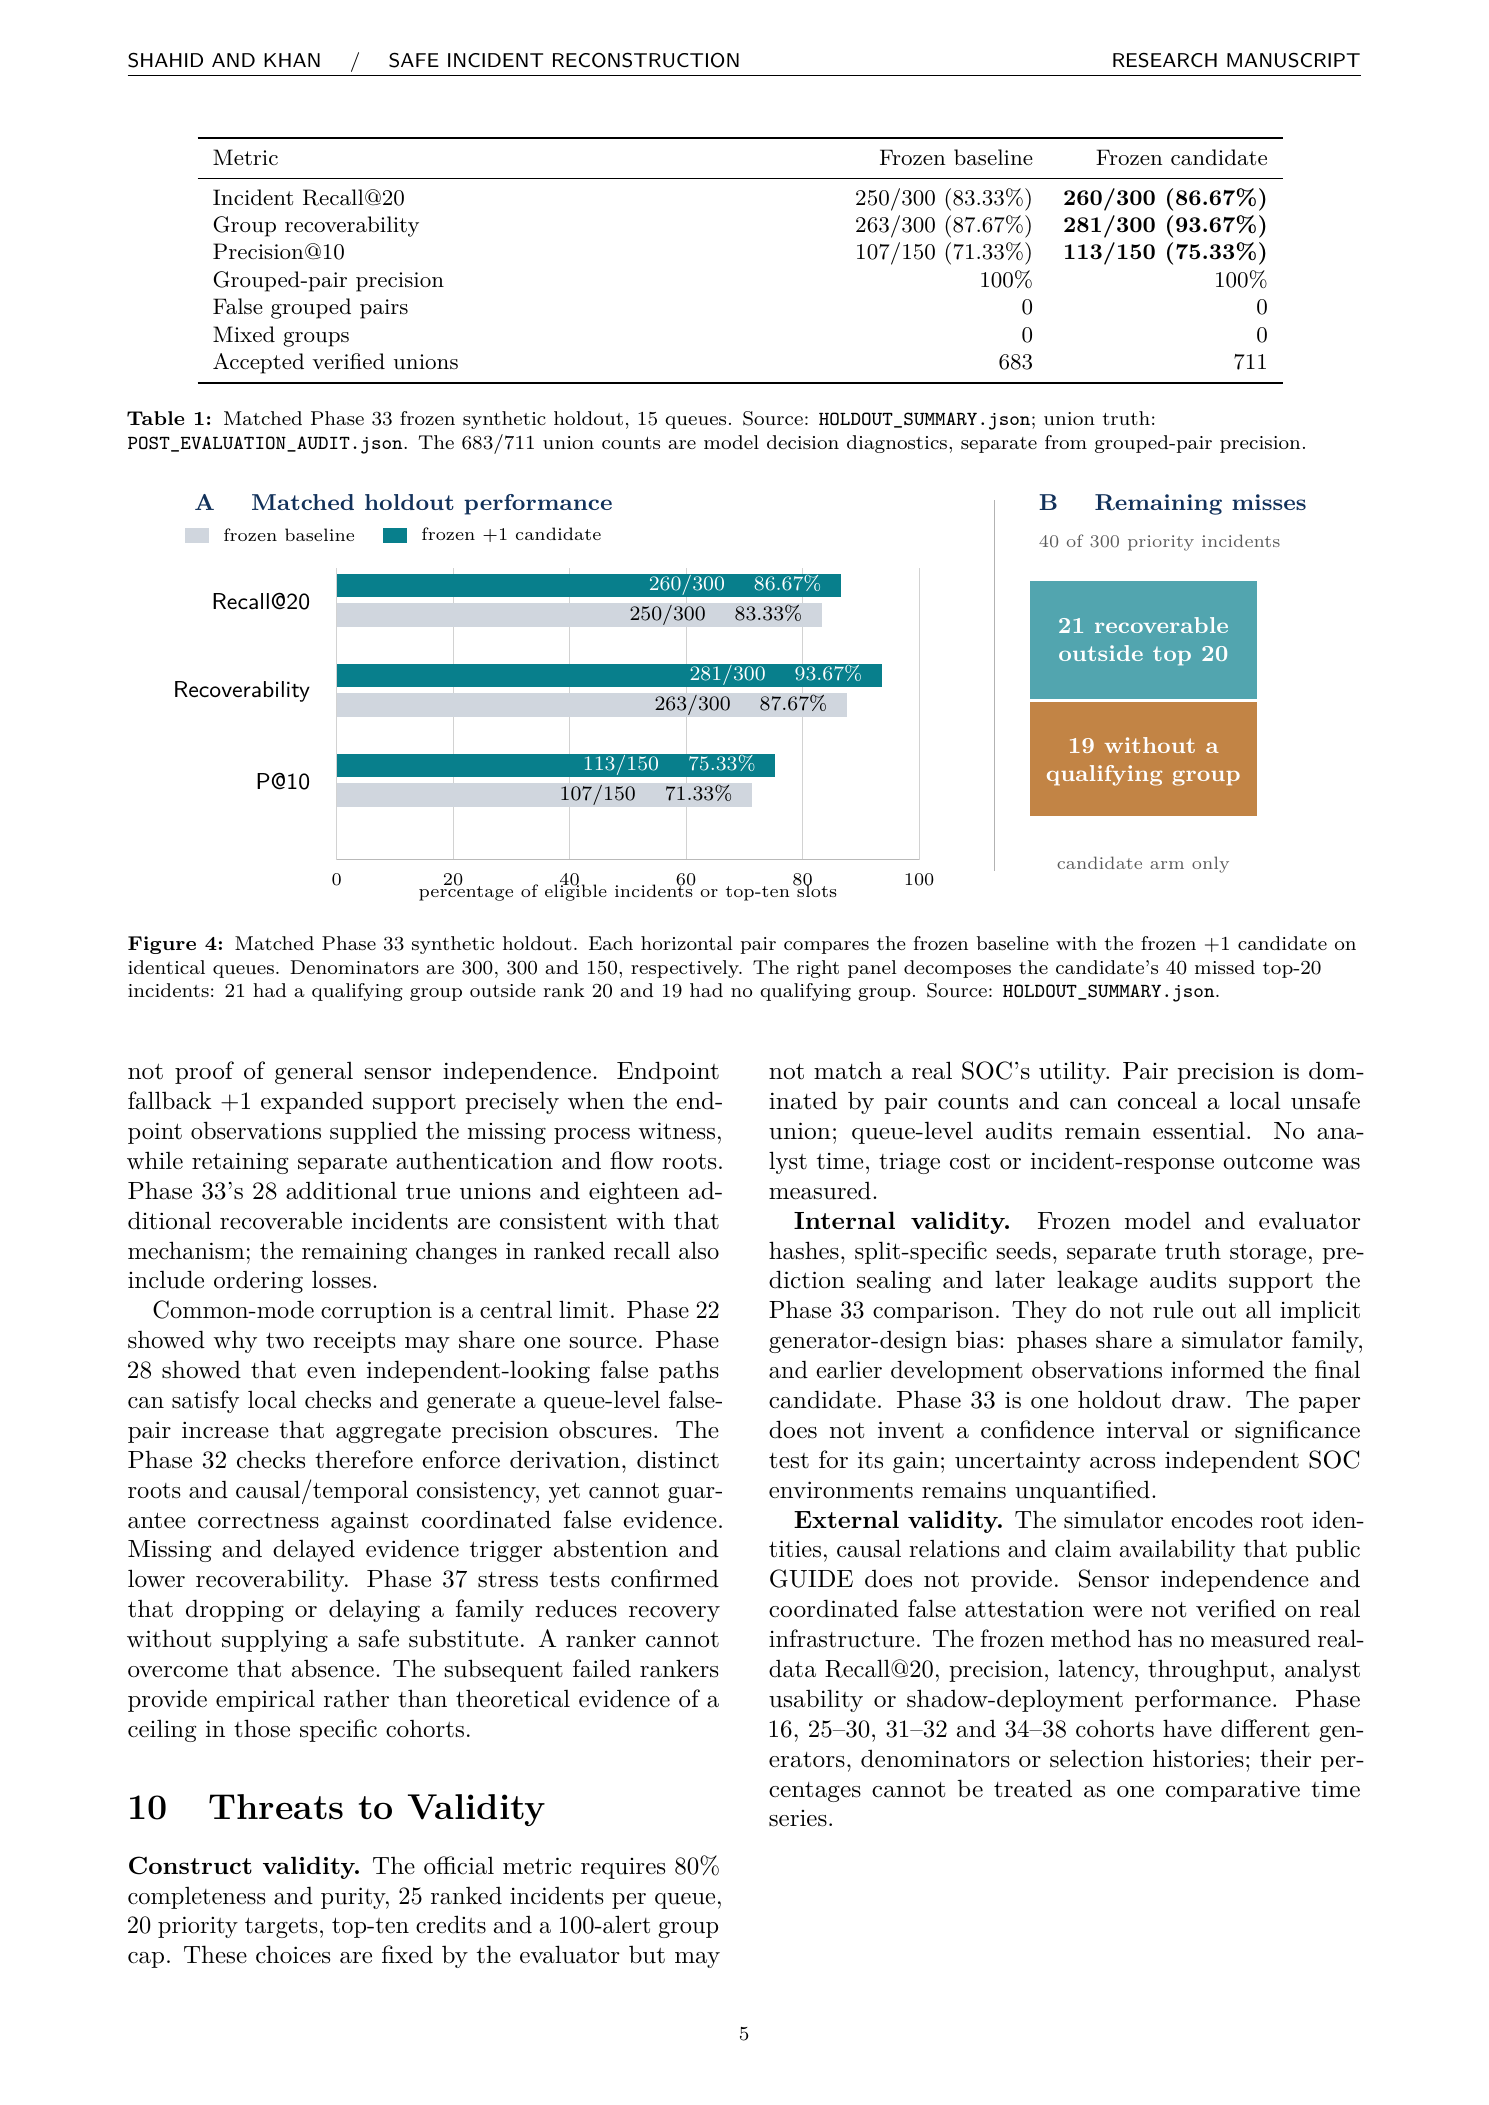 SHAHID AND KHAN / SAFE INCIDENT RECONSTRUCTION RESEARCH MANUSCRIPT
Metric Frozen baseline Frozen candidate
Incident Recall@20 250/300 (83.33%) 260/300 (86.67%)
Group recoverability 263/300 (87.67%) 281/300 (93.67%)
Precision@10 107/150 (71.33%) 113/150 (75.33%)
Grouped-pair precision 100% 100%
False grouped pairs 0 0
Mixed groups 0 0
Accepted verified unions 683 711
Table 1: Matched Phase 33 frozen synthetic holdout, 15 queues. Source: HOLDOUT_SUMMARY.json; union truth:
POST_EVALUATION_AUDIT.json. The 683/711 union counts are model decision diagnostics, separate from grouped-pair precision.
A Matched holdout performance
frozen baseline frozen +1 candidate
Recall@20
260/300 86.67%
250/300 83.33%
Recoverability
281/300 93.67%
263/300 87.67%
P@10
113/150 75.33%
107/150 71.33%
0 20 40 60 80 100
percentage of eligible incidents or top-ten slots
B Remaining misses
40 of 300 priority incidents
21 recoverable
outside top 20
19 without a
qualifying group
candidate arm only
Figure 4: Matched Phase 33 synthetic holdout. Each horizontal pair compares the frozen baseline with the frozen +1 candidate on
identical queues. Denominators are 300, 300 and 150, respectively. The right panel decomposes the candidate's 40 missed top-20
incidents: 21 had a qualifying group outside rank 20 and 19 had no qualifying group. Source: HOLDOUT_SUMMARY.json.
not proof of general sensor independence. Endpoint
fallback +1 expanded support precisely when the end-
point observations supplied the missing process witness,
while retaining separate authentication and flow roots.
Phase 33's 28 additional true unions and eighteen ad-
ditional recoverable incidents are consistent with that
mechanism; the remaining changes in ranked recall also
include ordering losses.
Common-mode corruption is a central limit. Phase 22
showed why two receipts may share one source. Phase
28 showed that even independent-looking false paths
can satisfy local checks and generate a queue-level false-
pair increase that aggregate precision obscures. The
Phase 32 checks therefore enforce derivation, distinct
roots and causal/temporal consistency, yet cannot guar-
antee correctness against coordinated false evidence.
Missing and delayed evidence trigger abstention and
lower recoverability. Phase 37 stress tests confirmed
that dropping or delaying a family reduces recovery
without supplying a safe substitute. A ranker cannot
overcome that absence. The subsequent failed rankers
provide empirical rather than theoretical evidence of a
ceiling in those specific cohorts.
10 Threats to Validity
Construct validity. The official metric requires 80%
completeness and purity, 25 ranked incidents per queue,
20 priority targets, top-ten credits and a 100-alert group
cap. These choices are fixed by the evaluator but may
not match a real SOC's utility. Pair precision is dom-
inated by pair counts and can conceal a local unsafe
union; queue-level audits remain essential. No ana-
lyst time, triage cost or incident-response outcome was
measured.
Internal validity. Frozen model and evaluator
hashes, split-specific seeds, separate truth storage, pre-
diction sealing and later leakage audits support the
Phase 33 comparison. They do not rule out all implicit
generator-design bias: phases share a simulator family,
and earlier development observations informed the final
candidate. Phase 33 is one holdout draw. The paper
does not invent a confidence interval or significance
test for its gain; uncertainty across independent SOC
environments remains unquantified.
External validity. The simulator encodes root iden-
tities, causal relations and claim availability that public
GUIDE does not provide. Sensor independence and
coordinated false attestation were not verified on real
infrastructure. The frozen method has no measured real-
data Recall@20, precision, latency, throughput, analyst
usability or shadow-deployment performance. Phase
16, 25–30, 31–32 and 34–38 cohorts have different gen-
erators, denominators or selection histories; their per-
centages cannot be treated as one comparative time
series.
5